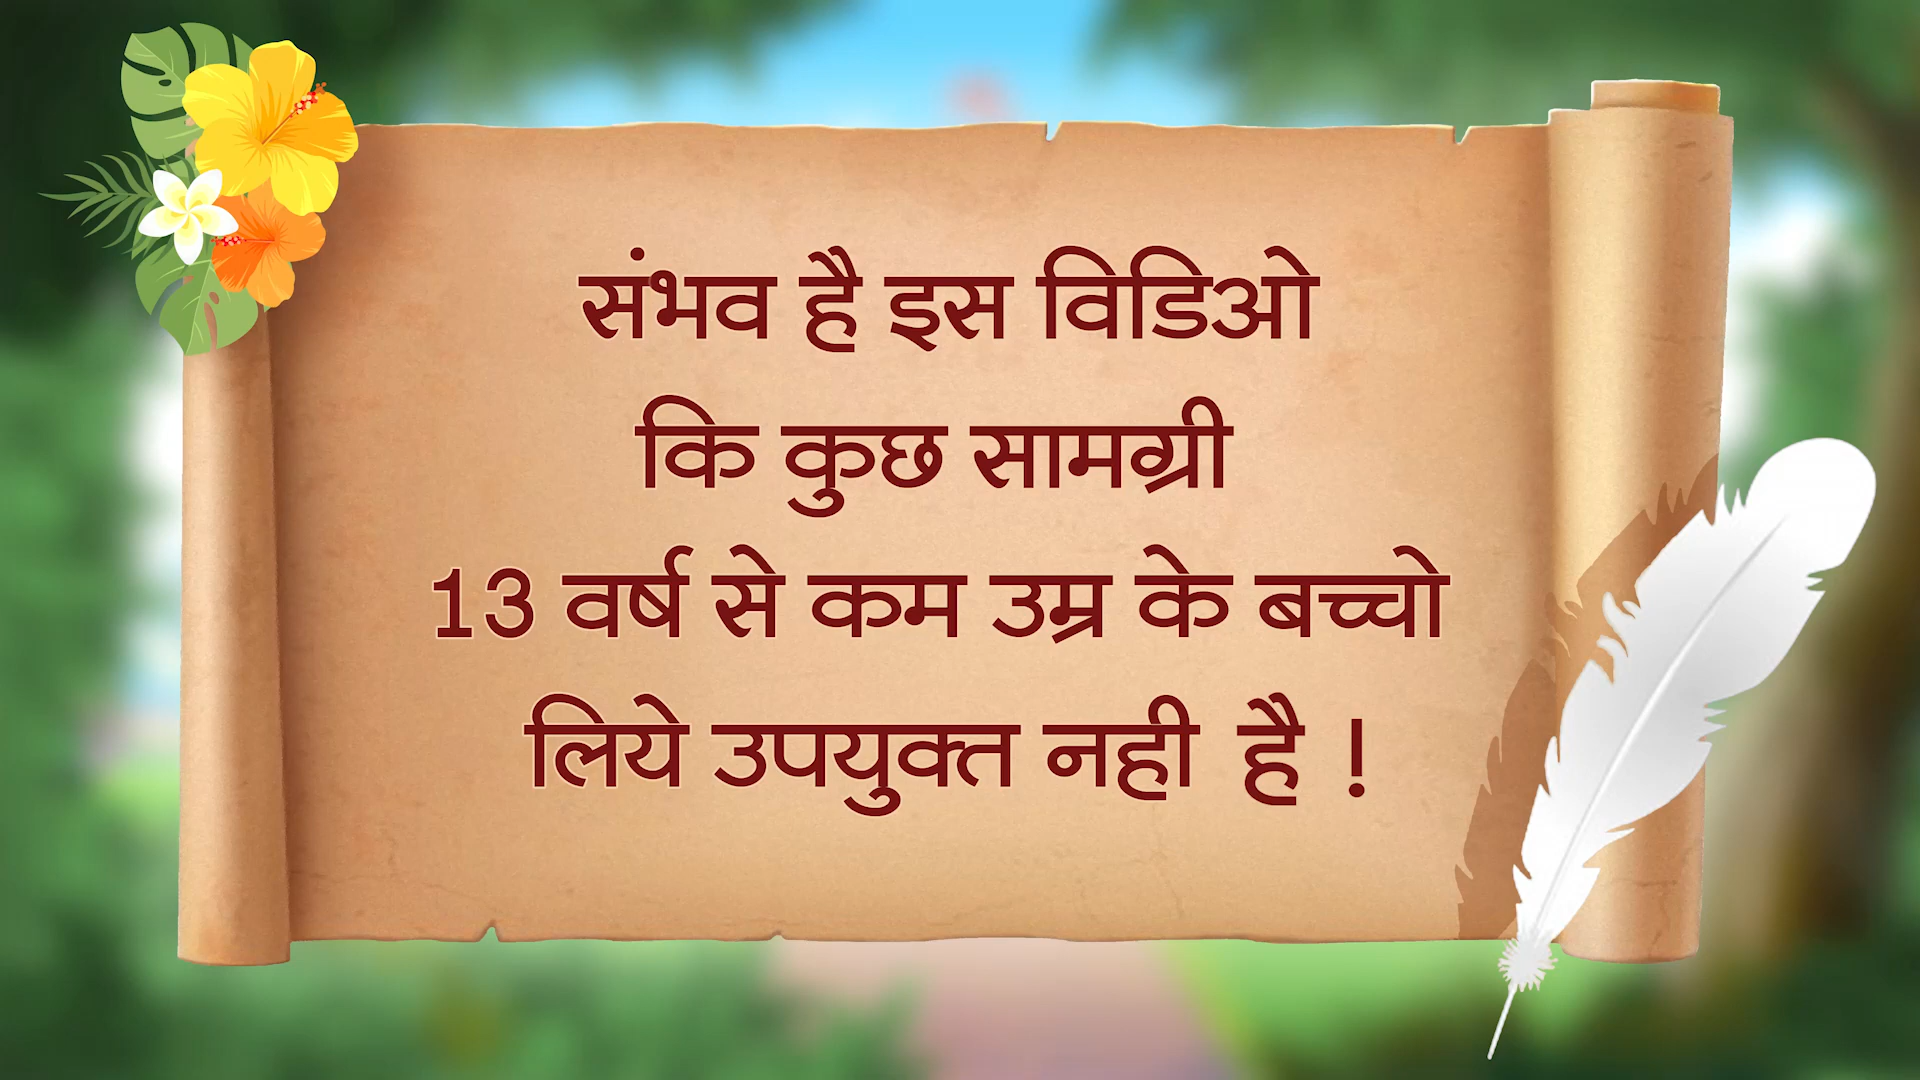 संभव है इस विडिओ
कि कुछ सामग्री
13 वर्ष से कम उम्र के बच्चो
लिये उपयुक्त नही है !